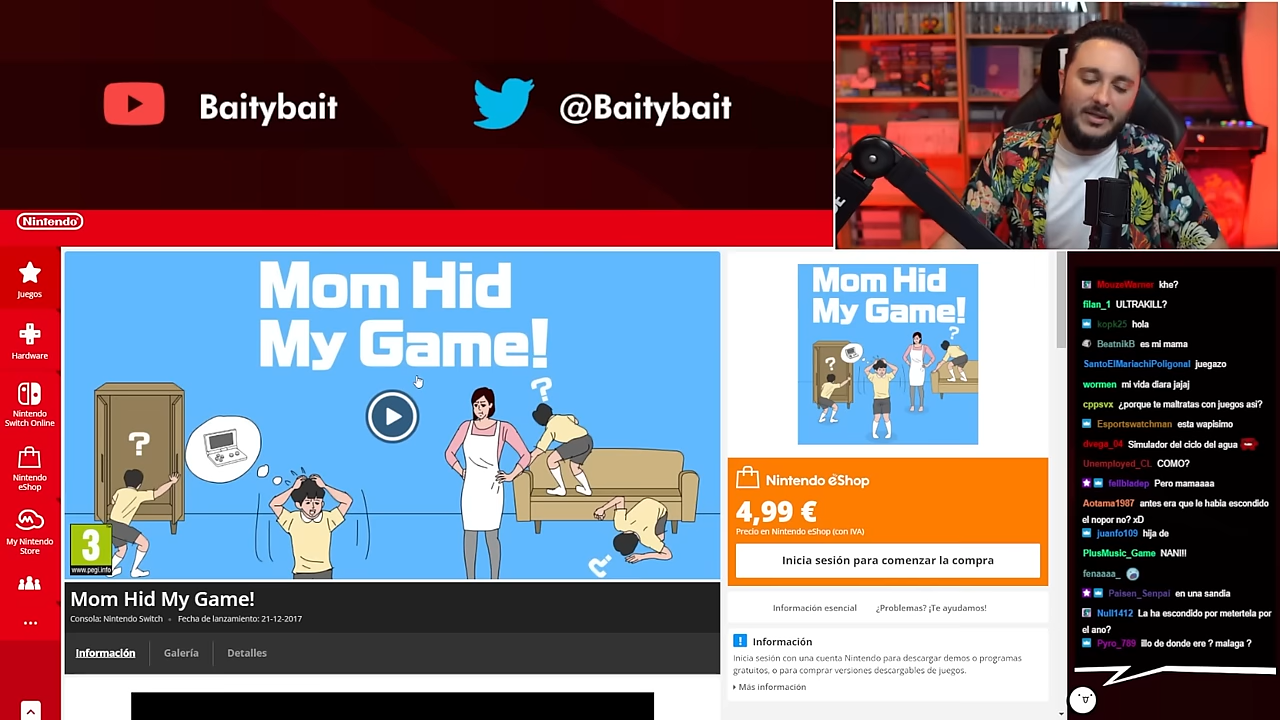 Baitybait
@Baitybait
Nintendo
Juegos
Hardware
Nintendo
Switch Online
Nintendo
eShop
My Nintendo
Store
Mom Hid
My Game!
?
?
3
www.pegi.info
Mom Hid My Game!
Consola: Nintendo Switch • Fecha de lanzamiento: 21-12-2017
Información
Galería
Detalles
Mom Hid
My Game!
?
?
Nintendo eShop
4,99 €
Precio en Nintendo eShop (con IVA)
Inicia sesión para comenzar la compra
Información esencial
¿Problemas? ¡Te ayudamos!
Información
Inicia sesión con una cuenta Nintendo para descargar demos o programas
gratuitos, o para comprar versiones descargables de juegos.
Más información
MouzeWarner khe?
filan_1 ULTRAKILL?
kopk25 hola
BeatnikB es mi mama
SantoElMariachiPoligonal juegazo
wormen mi vida diara jajaj
cppsvx ¿porque te maltratas con juegos asi?
Esportswatchman esta wapisimo
dvega_84 Simulador del ciclo del agua
Unemployed_CL COMO?
fellbladep Pero mamaaaa
Aotama1987 antes era que le habia escondido
el nopor no? xD
juanfo109 hija de
PlusMusic_Game NANI!!!
fenaaaa_
Paisen_Senpai en una sandia
Null1412 La ha escondido por metertela por
el ano?
Pyro_789 illo de donde ere ? malaga ?